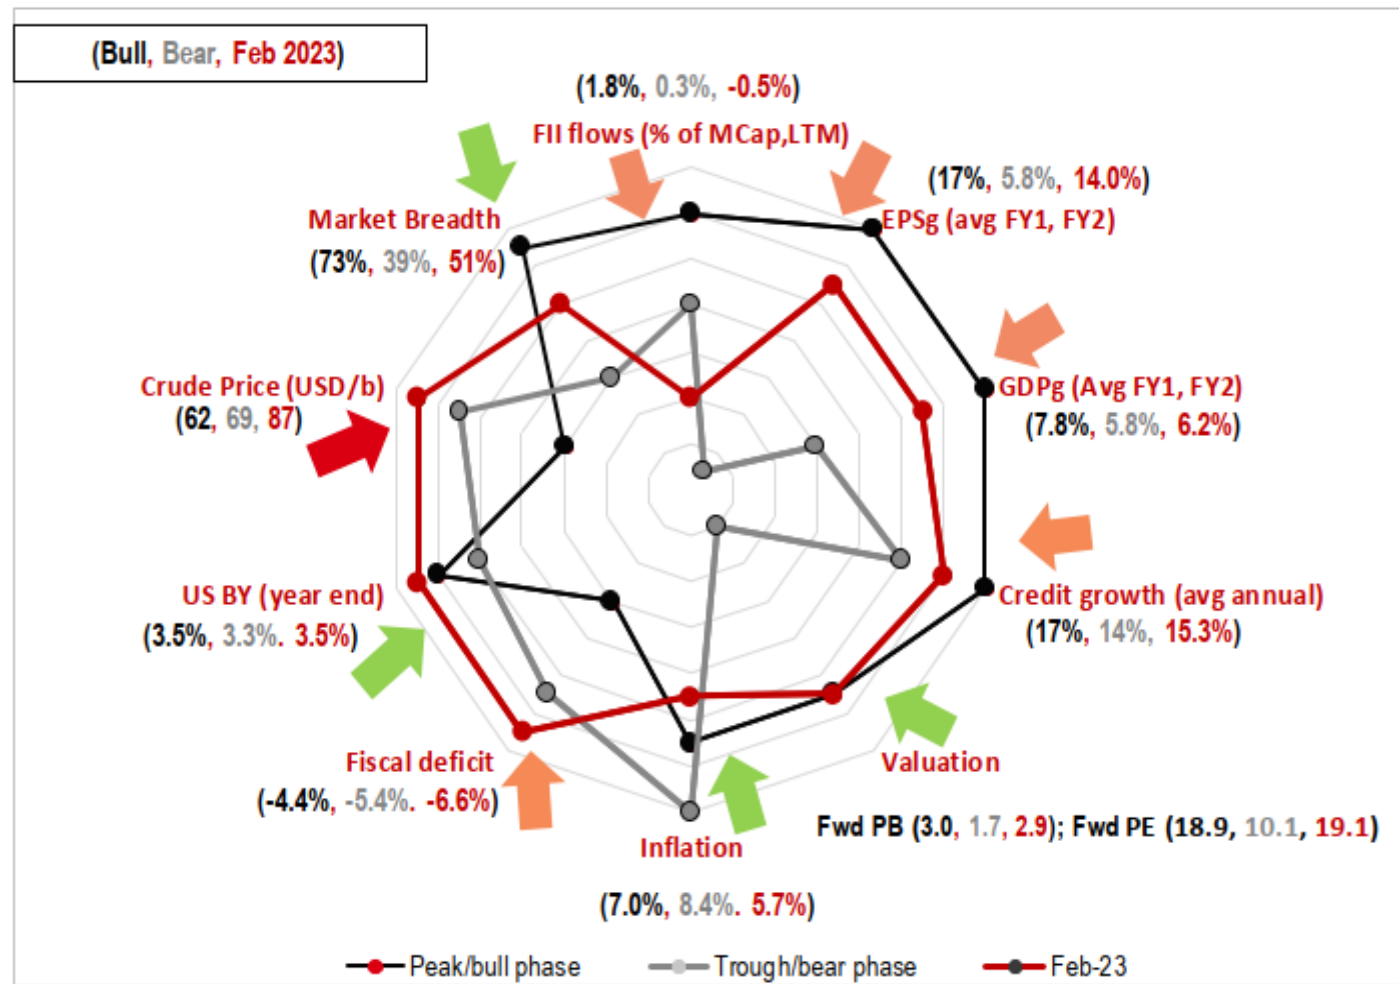 (Bull, Bear, Feb 2023)
(1.8%, 0.3%, -0.5%)
FII flows (% of MCap,LTM)
(17%, 5.8%, 14.0%)
EPSg (avg FY1, FY2)
Market Breadth
(73%, 39%, 51%)
Crude Price (USD/b)
(62, 69, 87)
GDPg (Avg FY1, FY2)
(7.8%, 5.8%, 6.2%)
US BY (year end)
(3.5%, 3.3%. 3.5%)
Credit growth (avg annual)
(17%, 14%, 15.3%)
Fiscal deficit
(-4.4%, -5.4%. -6.6%)
Valuation
Fwd PB (3.0, 1.7, 2.9); Fwd PE (18.9, 10.1, 19.1)
Inflation
(7.0%, 8.4%. 5.7%)
Peak/bull phase
Trough/bear phase
Feb-23